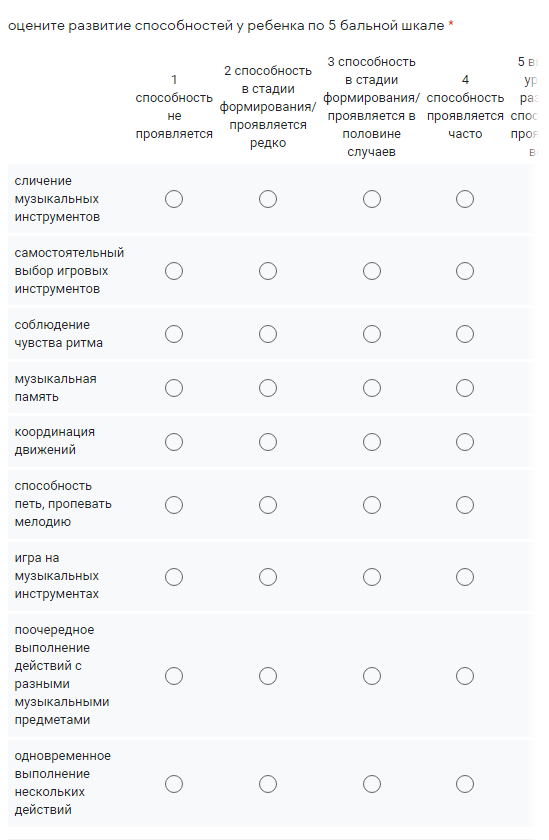 оцените развитие способностей у ребенка по 5 бальной шкале *
1
способность
не
проявляется
2 способность
в стадии
формирования/
проявляется
редко
3 способность
в стадии
формирования/
проявляется в
половине
случаев
4
способность
проявляется
часто
5
сличение
музыкальных
инструментов
самостоятельный
выбор игровых
инструментов
соблюдение
чувства ритма
музыкальная
память
координация
движений
способность
петь, пропевать
мелодию
игра на
музыкальных
инструментах
поочередное
выполнение
действий с
разными
музыкальными
предметами
одновременное
выполнение
нескольких
действий